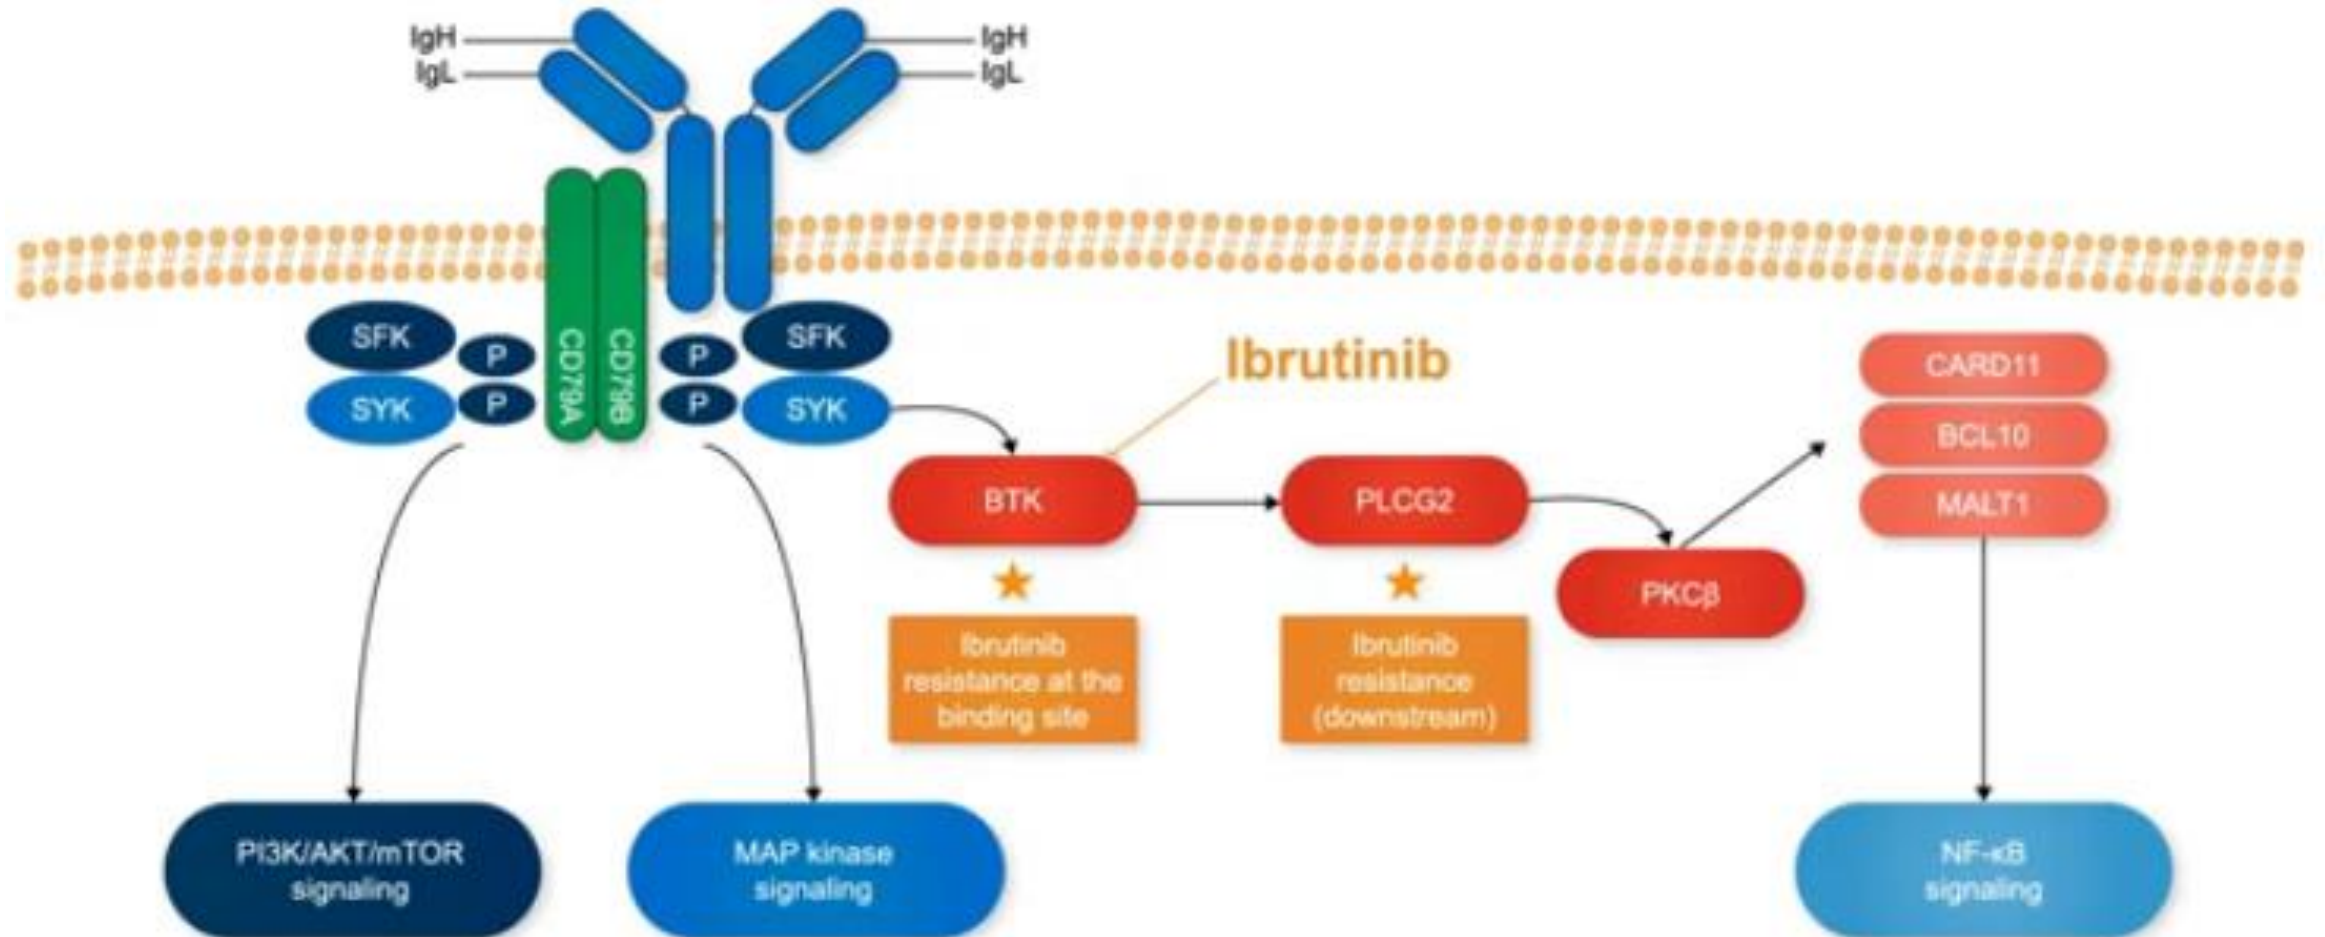 IgH
IgL
IgH
IgL
CD79A
CD79B
SFK
P
SYK
P
P
SFK
P
SYK
Ibrutinib
BTK
PLCG2
PKCβ
CARD11
BCL10
MALT1
Ibrutinib
resistance at the
binding site
Ibrutinib
resistance
(downstream)
PI3K/AKT/mTOR
signaling
MAP kinase
signaling
NF-κB
signaling